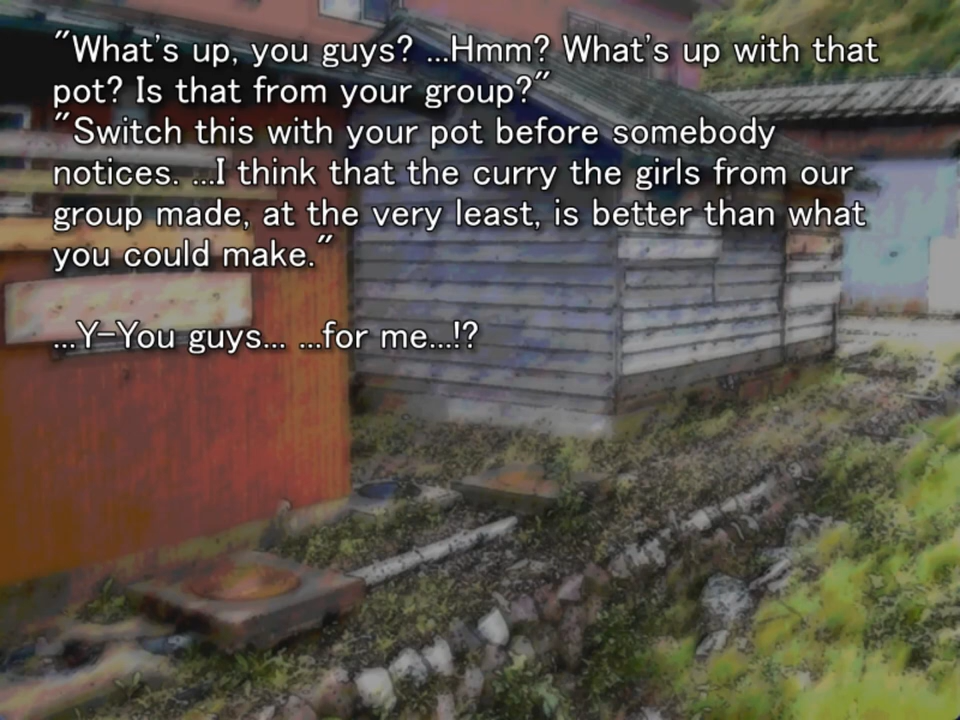 "What's up, you guys? ...Hmm? What's up with that
pot? Is that from your group?"
"Switch this with your pot before somebody
notices. ...I think that the curry the girls from our
group made, at the very least, is better than what
you could make."
...Y-You guys... ...for me...!?